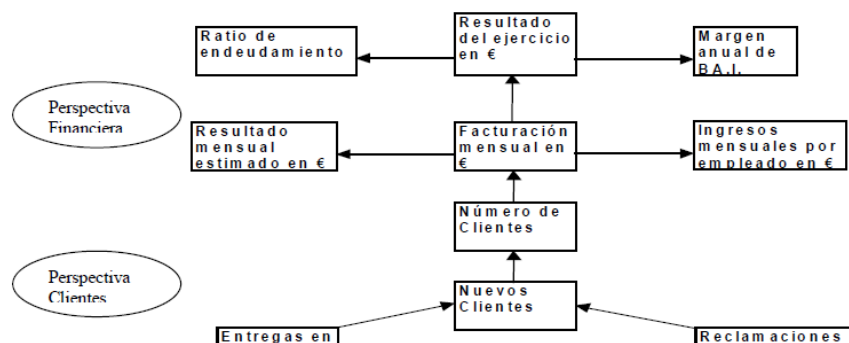 Ratio de
endeudamiento
Resultado
del ejercicio
en €
Margen
anual de
B.A.I.
Perspectiva
Financiera
Resultado
mensual
estimado en €
Facturación
mensual en
€
Ingresos
mensuales por
empleado en €
Número de
Clientes
Perspectiva
Clientes
Nuevos
Clientes
Entregas en
Reclamaciones